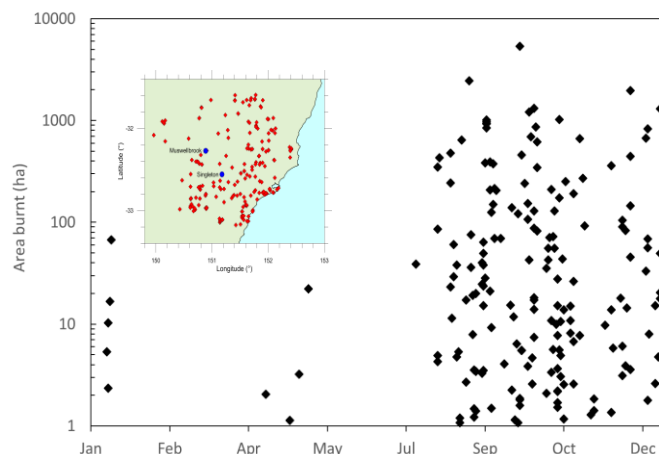 10000
1000
100
10
1
Area burnt (ha)
Jan
Feb
Apr
May
Jul
Sep
Oct
Dec
-32
-33
Latitude (°)
Muswellbrook
Singleton
150
151
152
153
Longitude (°)